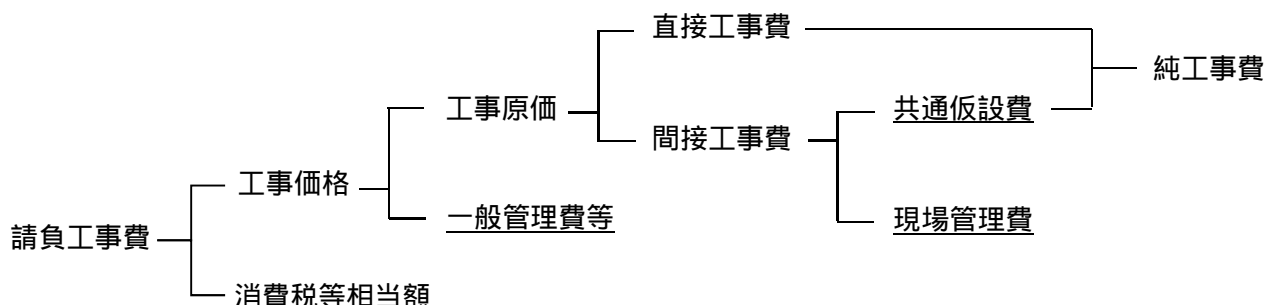 直接工事費
純工事費
工事原価
共通仮設費
間接工事費
工事価格
一般管理費等
現場管理費
請負工事費
消費税等相当額